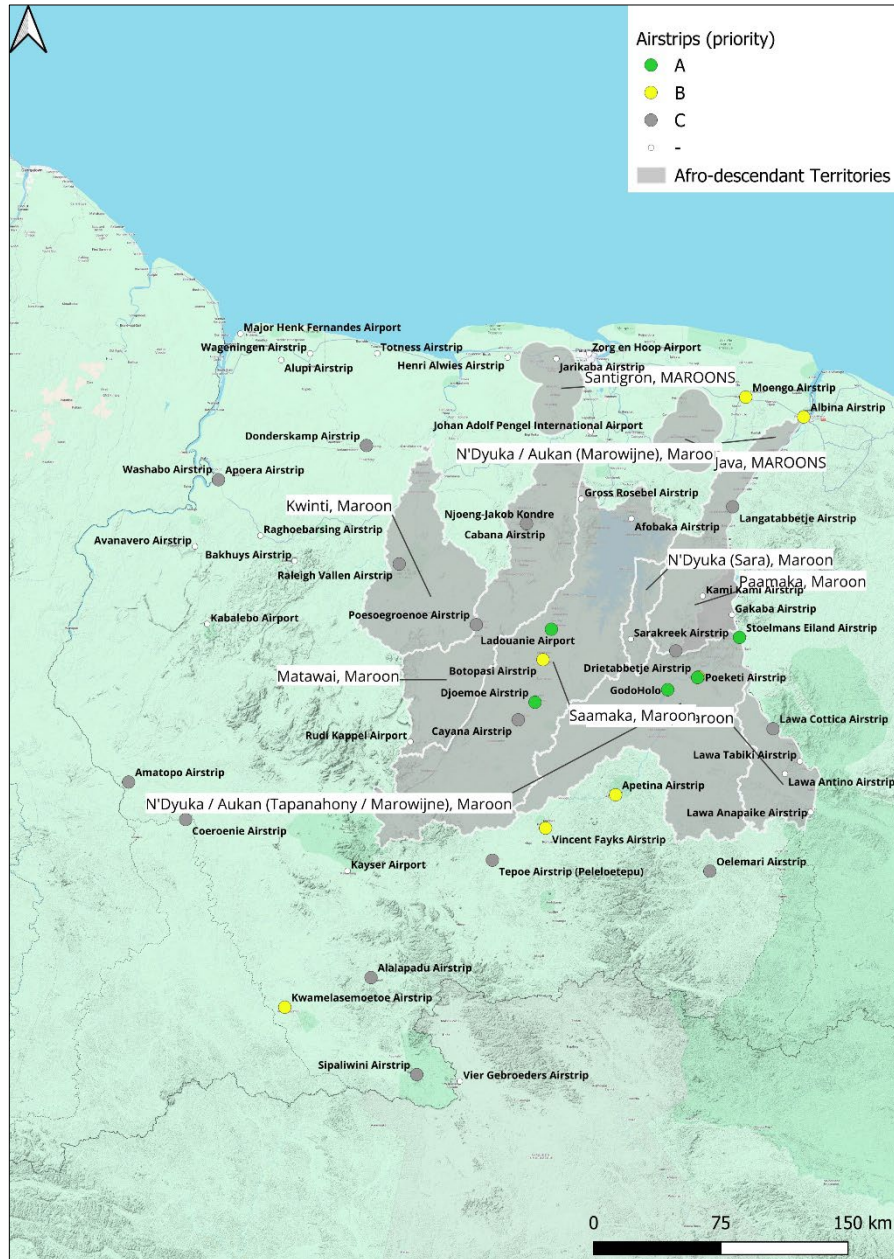 Airstrips (priority)
A
B
C
-
Afro-descendant Territories
Major Henk Fernandes Airport
Wageningen Airstrip
Totness Airstrip
Zorg en Hoop Airport
Alupi Airstrip
Henri Alwies Airstrip
Jarikaba Airstrip
Santigron, MAROONS
Moengo Airstrip
Albina Airstrip
Johan Adolf Pengel International Airport
Donderskamp Airstrip
N'Dyuka / Aukan (Marowijne), Maroo
Java, MAROONS
Washabo Airstrip
Apoera Airstrip
Kwinti, Maroon
Gross Rosebel Airstrip
Njoeng-Jakob Kondre
Afobaka Airstrip
Langatabbetje Airstrip
Cabana Airstrip
Raghoebarsing Airstrip
Avanavero Airstrip
Bakhuys Airstrip
Raleigh Vallen Airstrip
N'Dyuka (Sara), Maroon
Paamaka, Maroon
Kami Kami Airstrip
Kabalebo Airport
Poesoegroenoe Airstrip
Gakaba Airstrip
Stoelmans Eiland Airstrip
Ladouanie Airport
Sarakreek Airstrip
Matawai, Maroon
Botopasi Airstrip
Drietabbetje Airstrip
Poeketi Airstrip
Djoemoe Airstrip
GodoHolo
Saamaka, Maroon
aroon
Cayana Airstrip
Lawa Cottica Airstrip
Rudi Kappel Airport
Lawa Tabiki Airstrip
Amatopo Airstrip
Apetina Airstrip
Lawa Antino Airstrip
N'Dyuka / Aukan (Tapanahony / Marowijne), Maroon
Lawa Anapaike Airstrip
Coeroenie Airstrip
Vincent Fayks Airstrip
Kayser Airport
Tepoe Airstrip (Peleloetepu)
Oelemari Airstrip
Alalapadu Airstrip
Kwamelasemoetoe Airstrip
Sipaliwini Airstrip
Vier Gebroeders Airstrip
0 75 150 km